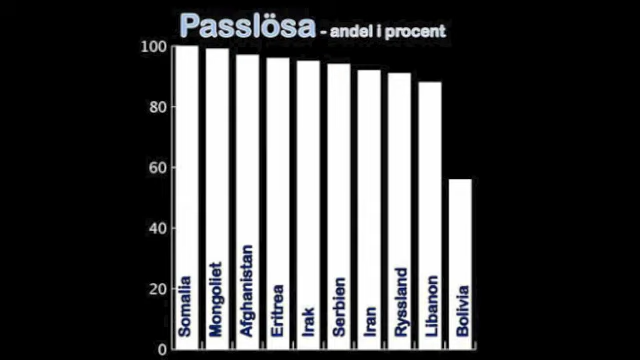 Passlösa - andel i procent
100
80
60
40
20
0
Somalia
Mongoliet
Afghanistan
Eritrea
Irak
Serbien
Iran
Ryssland
Libanon
Bolivia